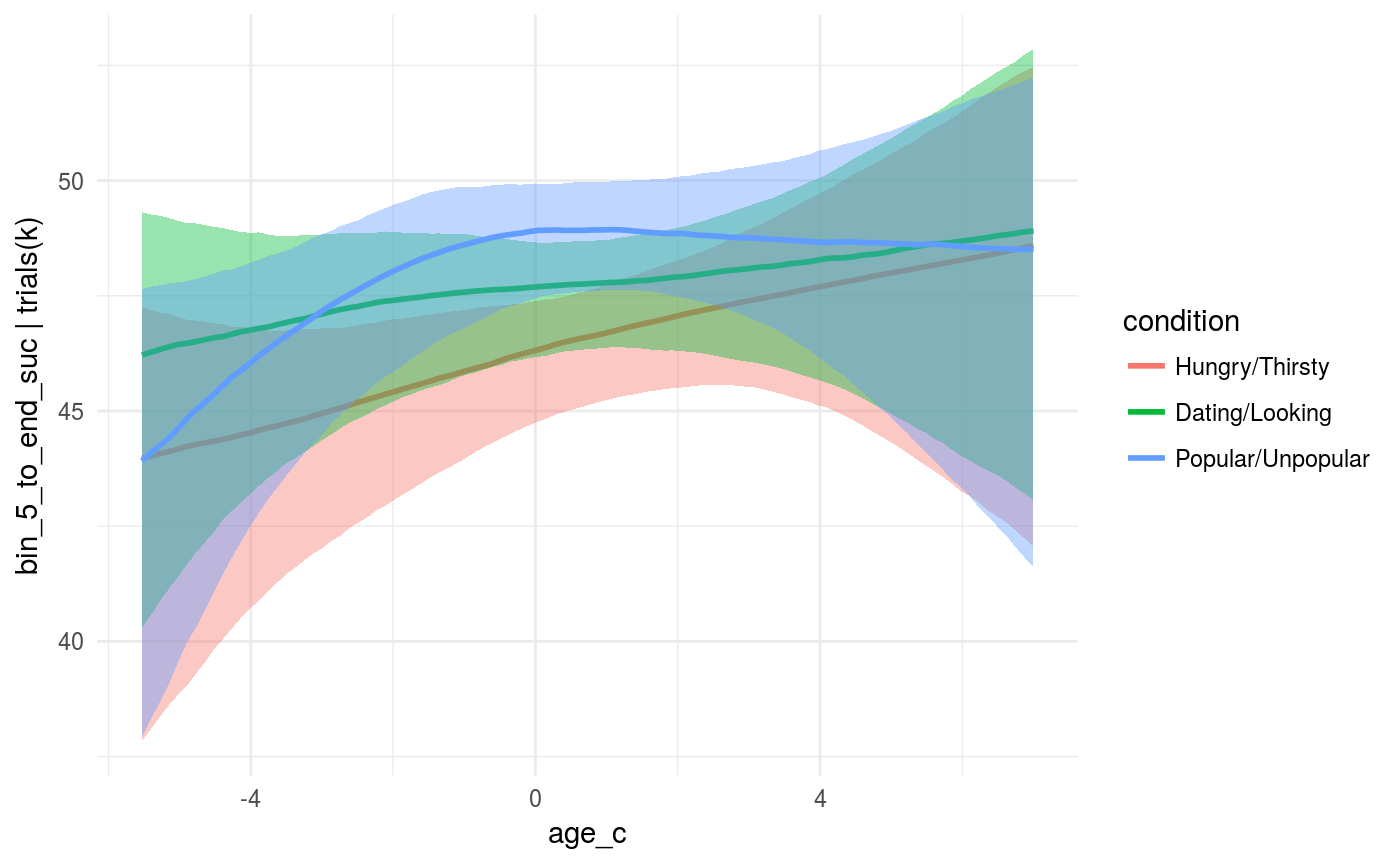 bin_5_to_end_suc | trials(k)
50
45
40
-4
0
4
age_c
condition
Hungry/Thirsty
Dating/Looking
Popular/Unpopular